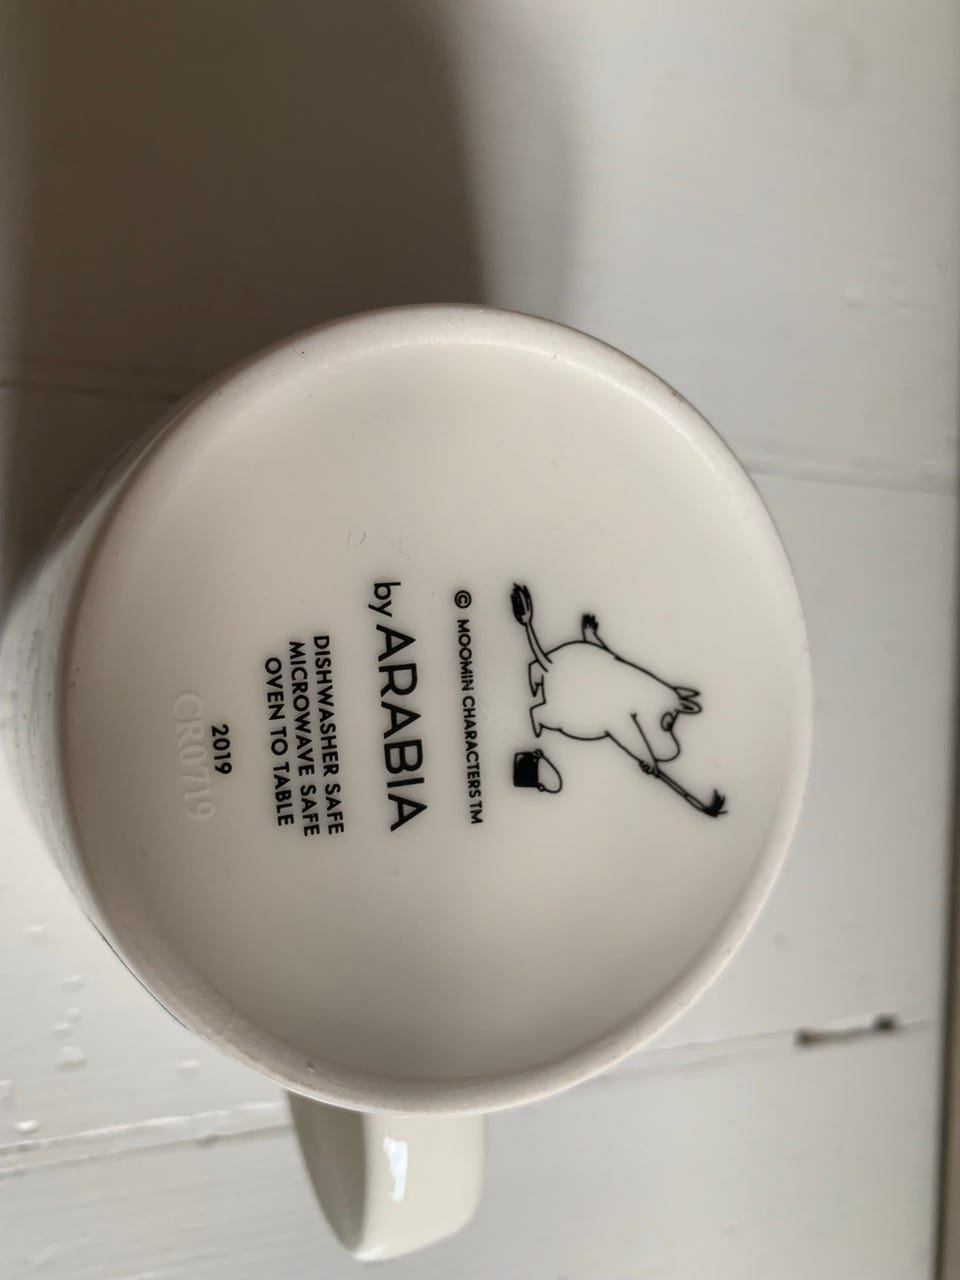 © MOOMIN CHARACTERS TM
by ARABIA
DISHWASHER SAFE
MICROWAVE SAFE
OVEN TO TABLE
2019
CR0719